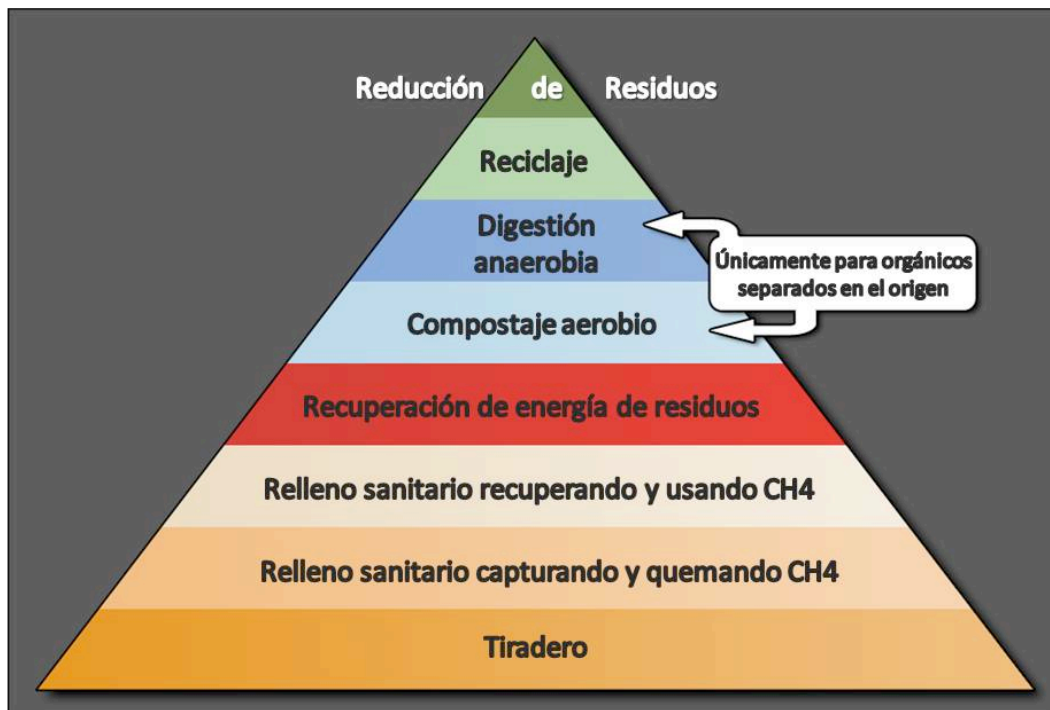 Reducción de Residuos
Reciclaje
Digestión
anaerobia
Únicamente para orgánicos
separados en el origen
Compostaje aerobio
Recuperación de energía de residuos
Relleno sanitario recuperando y usando CH4
Relleno sanitario capturando y quemando CH4
Tiradero